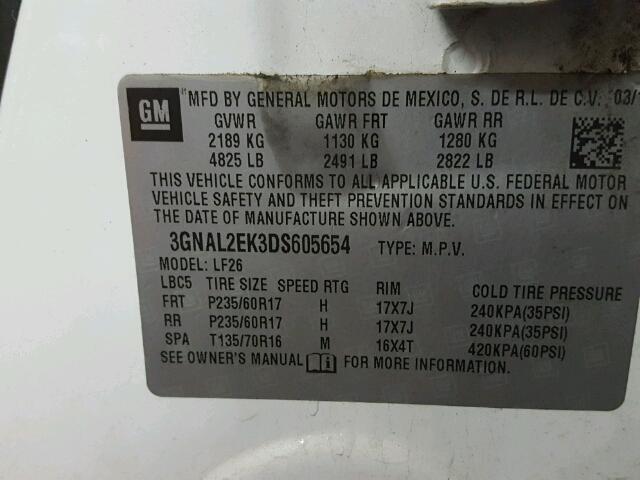 GM
MFD BY GENERAL MOTORS DE MEXICO, S. DE R.L. DE C.V. 03/1
GVWR GAWR FRT GAWR RR
2189 KG 1130 KG 1280 KG
4825 LB 2491 LB 2822 LB
THIS VEHICLE CONFORMS TO ALL APPLICABLE U.S. FEDERAL MOTOR
VEHICLE SAFETY AND THEFT PREVENTION STANDARDS IN EFFECT ON
THE DATE OF MANUFACTURE SHOWN ABOVE.
3GNAL2EK3DS605654 TYPE: M.P.V.
MODEL: LF26
LBC5 TIRE SIZE SPEED RTG RIM COLD TIRE PRESSURE
FRT P235/60R17 H 17X7J 240KPA(35PSI)
RR P235/60R17 H 17X7J 240KPA(35PSI)
SPA T135/70R16 M 16X4T 420KPA(60PSI)
SEE OWNER'S MANUAL FOR MORE INFORMATION.